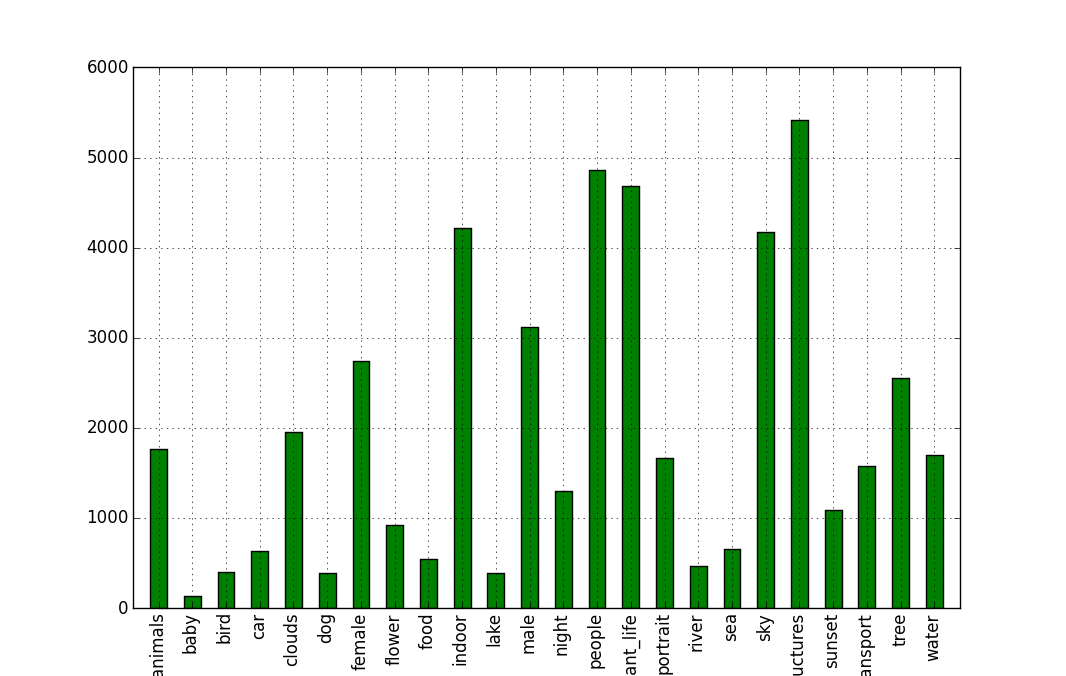 6000
5000
4000
3000
2000
1000
0
animals
baby
bird
car
clouds
dog
female
flower
food
indoor
lake
male
night
people
ant_life
portrait
river
sea
sky
uctures
sunset
ansport
tree
water